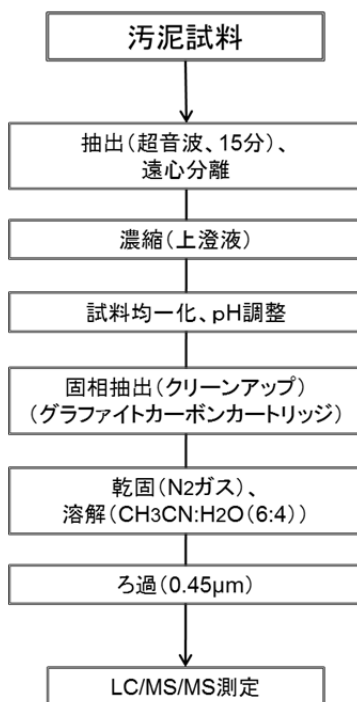 汚泥試料
抽出(超音波、15分)、
遠心分離
濃縮(上澄液)
試料均一化、pH調整
固相抽出(クリーンアップ)
(グラファイトカーボンカートリッジ)
乾固(N2ガス)、
溶解(CH3CN:H2O(6:4))
ろ過(0.45μm)
LC/MS/MS測定